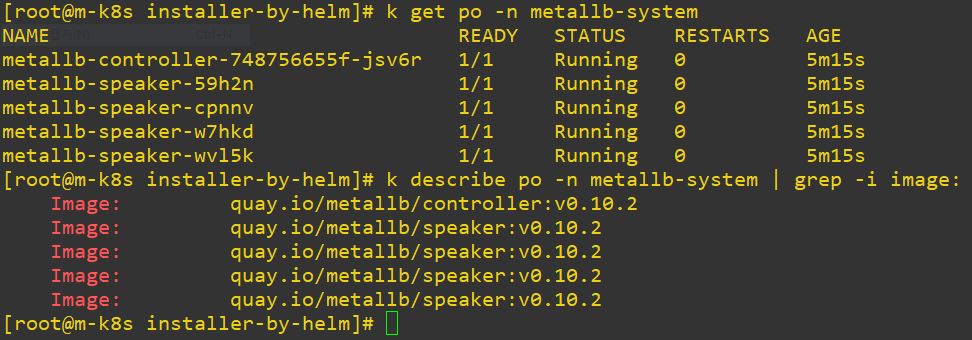 [root@m-k8s installer-by-helm]# k get po -n metallb-system
NAME READY STATUS RESTARTS AGE
metallb-controller-748756655f-jsv6r 1/1 Running 0 5m15s
metallb-speaker-59h2n 1/1 Running 0 5m15s
metallb-speaker-cpnnv 1/1 Running 0 5m15s
metallb-speaker-w7hkd 1/1 Running 0 5m15s
metallb-speaker-wvl5k 1/1 Running 0 5m15s
[root@m-k8s installer-by-helm]# k describe po -n metallb-system | grep -i image:
Image: quay.io/metallb/controller:v0.10.2
Image: quay.io/metallb/speaker:v0.10.2
Image: quay.io/metallb/speaker:v0.10.2
Image: quay.io/metallb/speaker:v0.10.2
Image: quay.io/metallb/speaker:v0.10.2
[root@m-k8s installer-by-helm]#